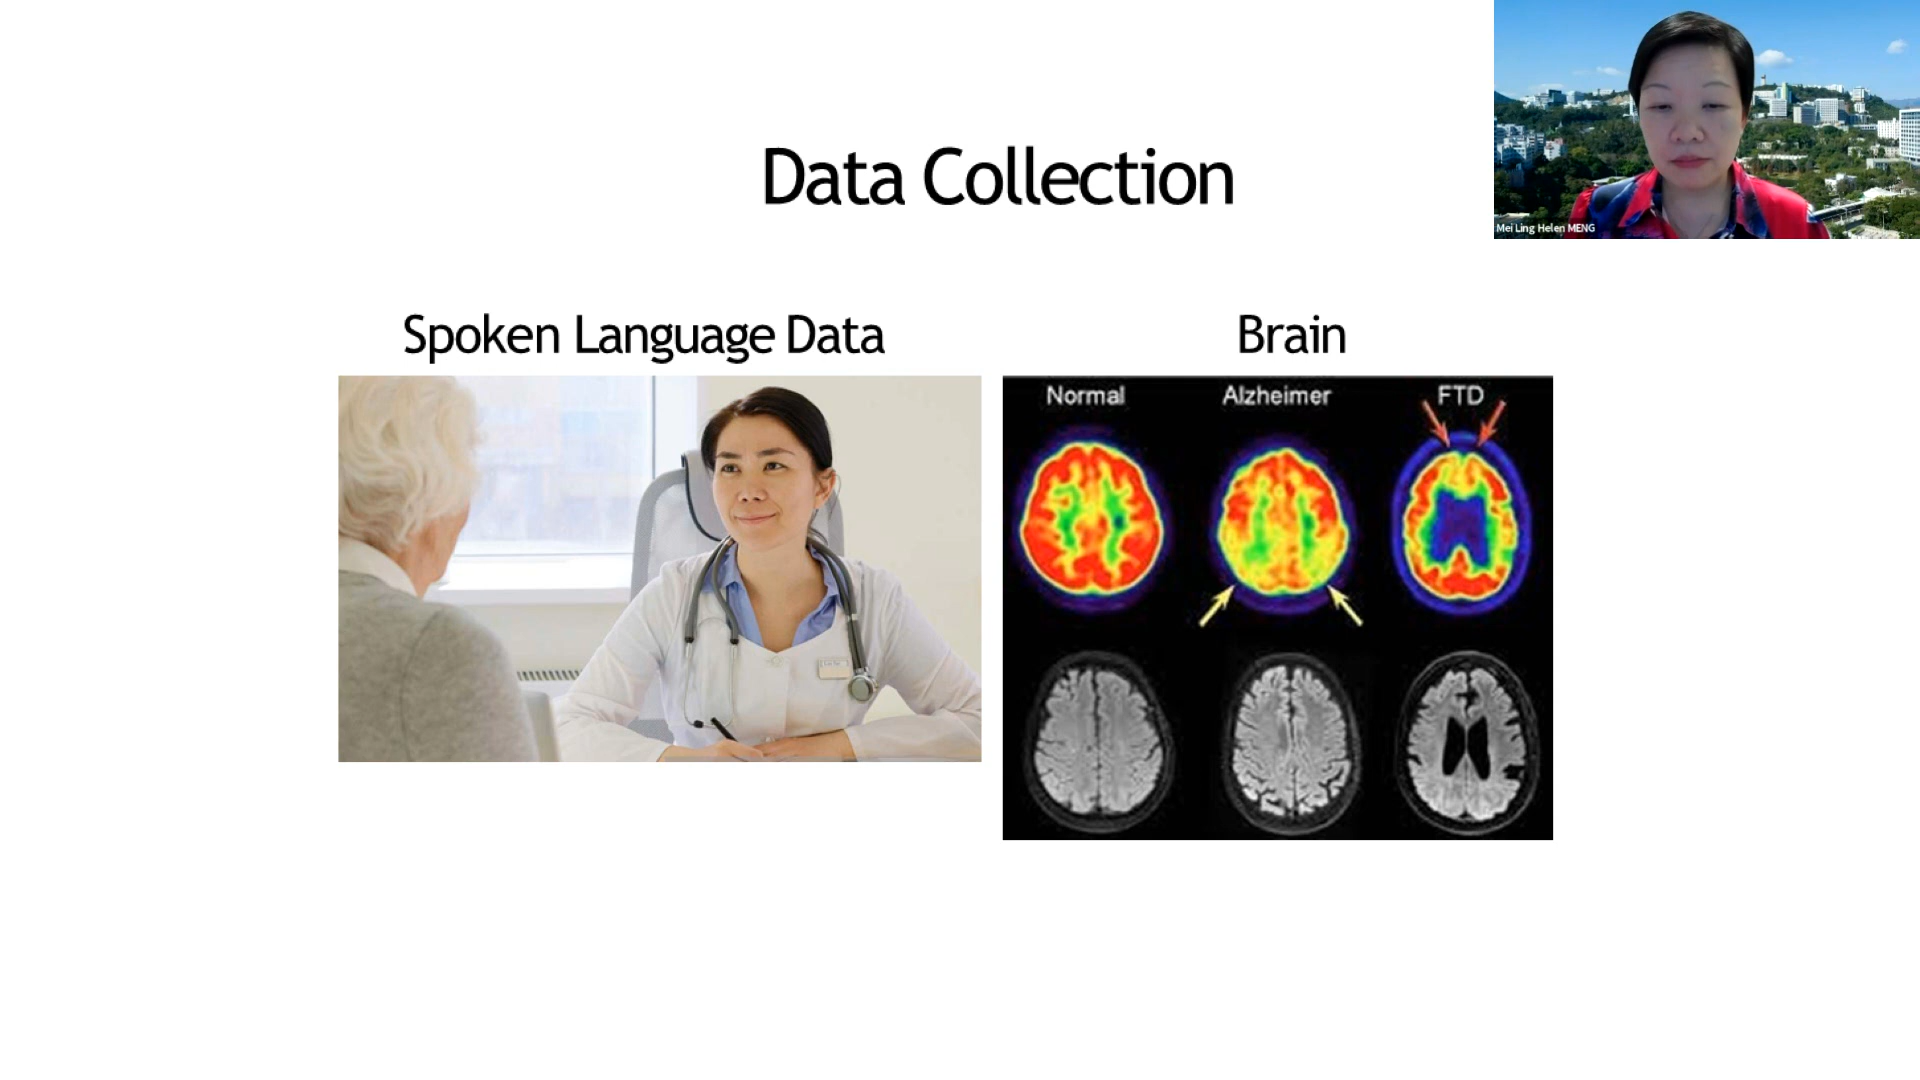 Data Collection
Mei Ling Helen MENG
Spoken Language Data
Brain
Normal
Alzheimer
FTD